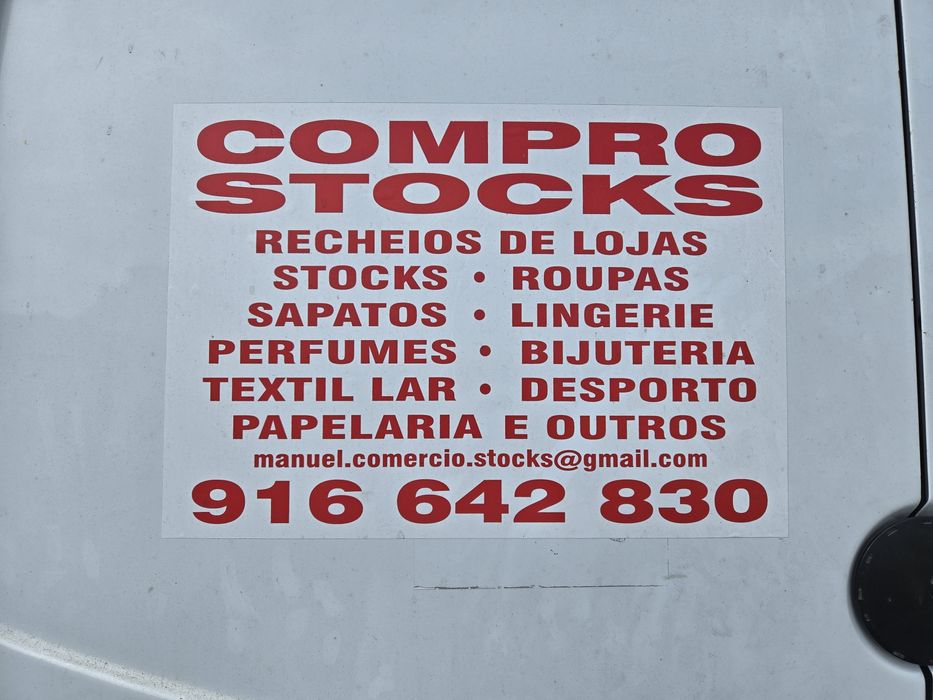 COMPRO
STOCKS
RECHEIOS DE LOJAS
STOCKS • ROUPAS
SAPATOS • LINGERIE
PERFUMES • BIJUTERIA
TEXTIL LAR • DESPORTO
PAPELARIA E OUTROS
manuel.comercio.stocks@gmail.com
916 642 830